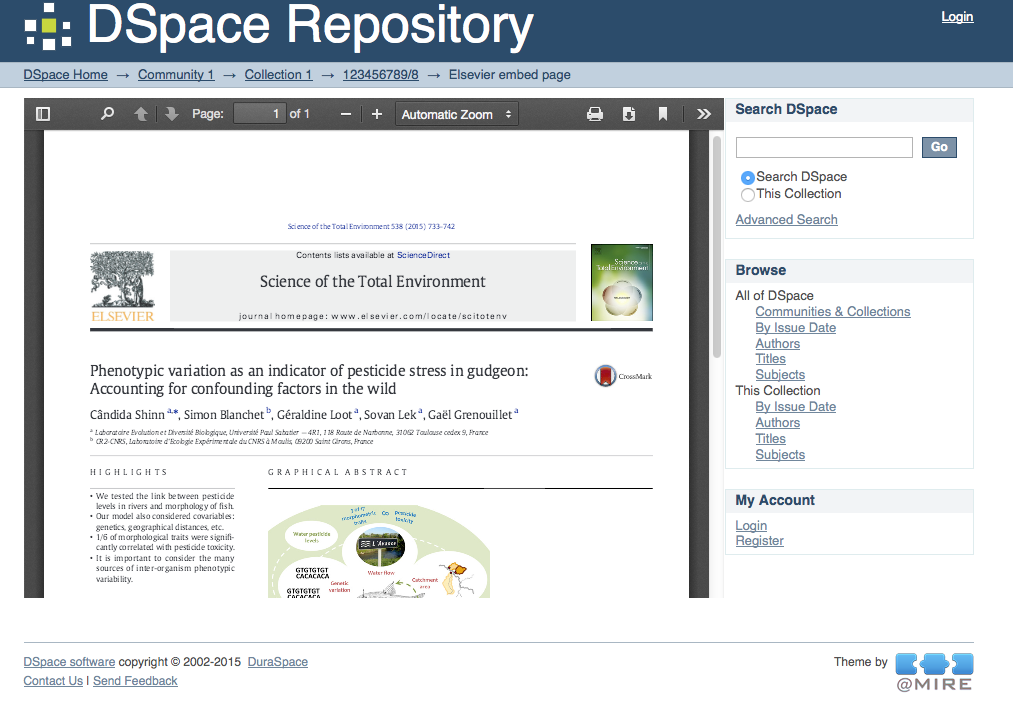 DSpace Repository
Login
DSpace Home → Community 1 → Collection 1 → 123456789/8 → Elsevier embed page
Page: 1 of 1
Automatic Zoom
Science of the Total Environment 538 (2015) 733–742
ELSEVIER
Contents lists available at ScienceDirect
Science of the Total Environment
journal homepage: www.elsevier.com/locate/scitotenv
Science of the
Total Environment
Phenotypic variation as an indicator of pesticide stress in gudgeon:
Accounting for confounding factors in the wild
CrossMark
Cândida Shinn a,*, Simon Blanchet b, Géraldine Loot a, Sovan Lek a, Gaël Grenouillet a
a Laboratoire Evolution et Diversité Biologique, Université Paul Sabatier — 4R1, 118 Route de Narbonne, 31062 Toulouse cedex 9, France
b CR2-CNRS, Laboratoire d'Ecologie Expérimentale du CNRS à Moulis, 09200 Saint Girons, France
HIGHLIGHTS
• We tested the link between pesticide
levels in rivers and morphology of fish.
• Our model also considered covariables:
genetics, geographical distances, etc.
• 1/6 of morphological traits were signifi-
cantly correlated with pesticide toxicity.
• It is important to consider the many
sources of inter-organism phenotypic
variability.
GRAPHICAL ABSTRACT
morphometric
traits
Pesticide
toxicity
Water pesticide
levels
L'Avance
Water flow
GTGTGTGT
CACACACA
Genetic
variation
Catchment
area
GTGTGTGT
CACACACA
Search DSpace
Go
Search DSpace
This Collection
Advanced Search
Browse
All of DSpace
Communities & Collections
By Issue Date
Authors
Titles
Subjects
This Collection
By Issue Date
Authors
Titles
Subjects
My Account
Login
Register
DSpace software copyright © 2002-2015 DuraSpace
Contact Us | Send Feedback
Theme by
@MIRE